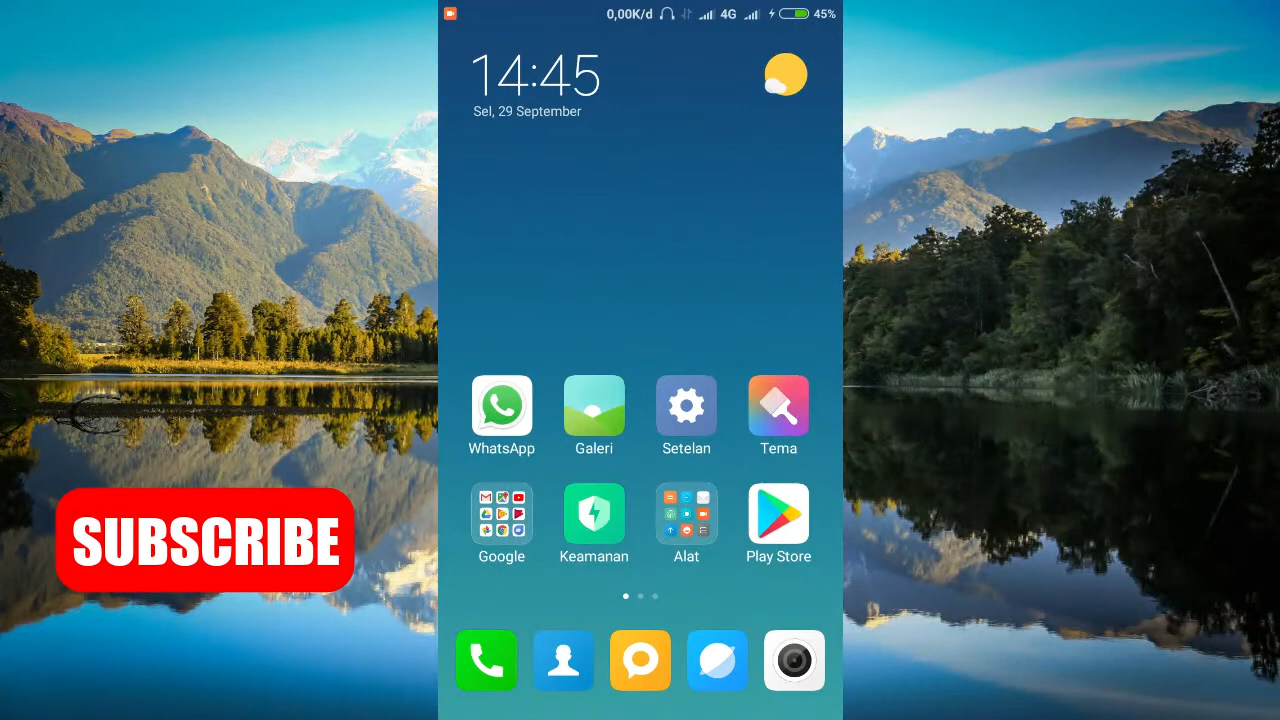 0,00K/d 4G 45%
14:45
Sel, 29 September
WhatsApp Galeri Setelan Tema
Google Keamanan Alat Play Store
SUBSCRIBE